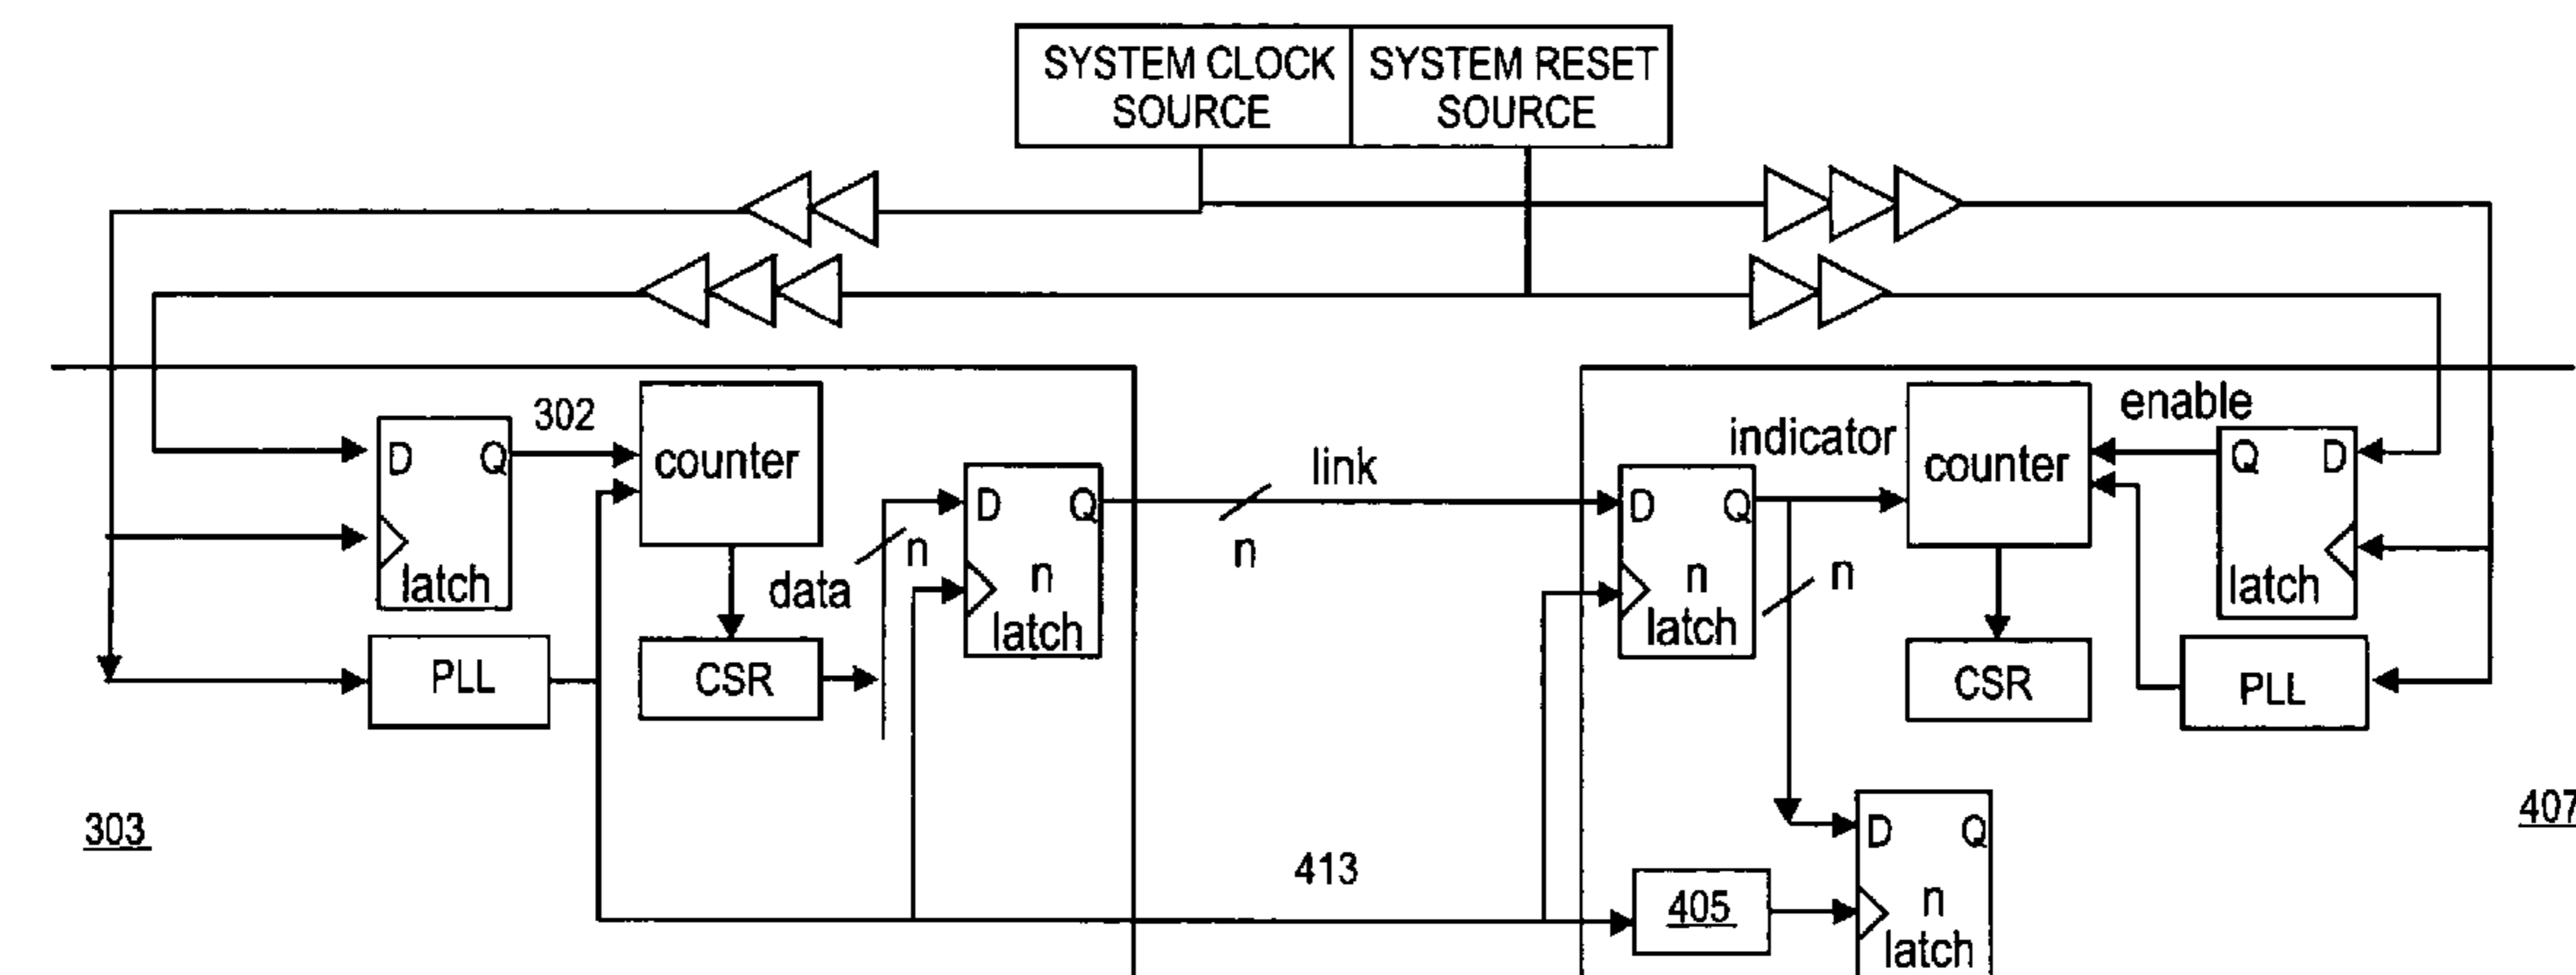 SYSTEM CLOCK
SOURCE
SYSTEM RESET
SOURCE
D
Q
latch
302
counter
PLL
CSR
data
n
D
Q
n
latch
link
n
D
Q
n
latch
indicator
n
counter
enable
Q
D
latch
CSR
PLL
303
413
405
D
Q
n
latch
407